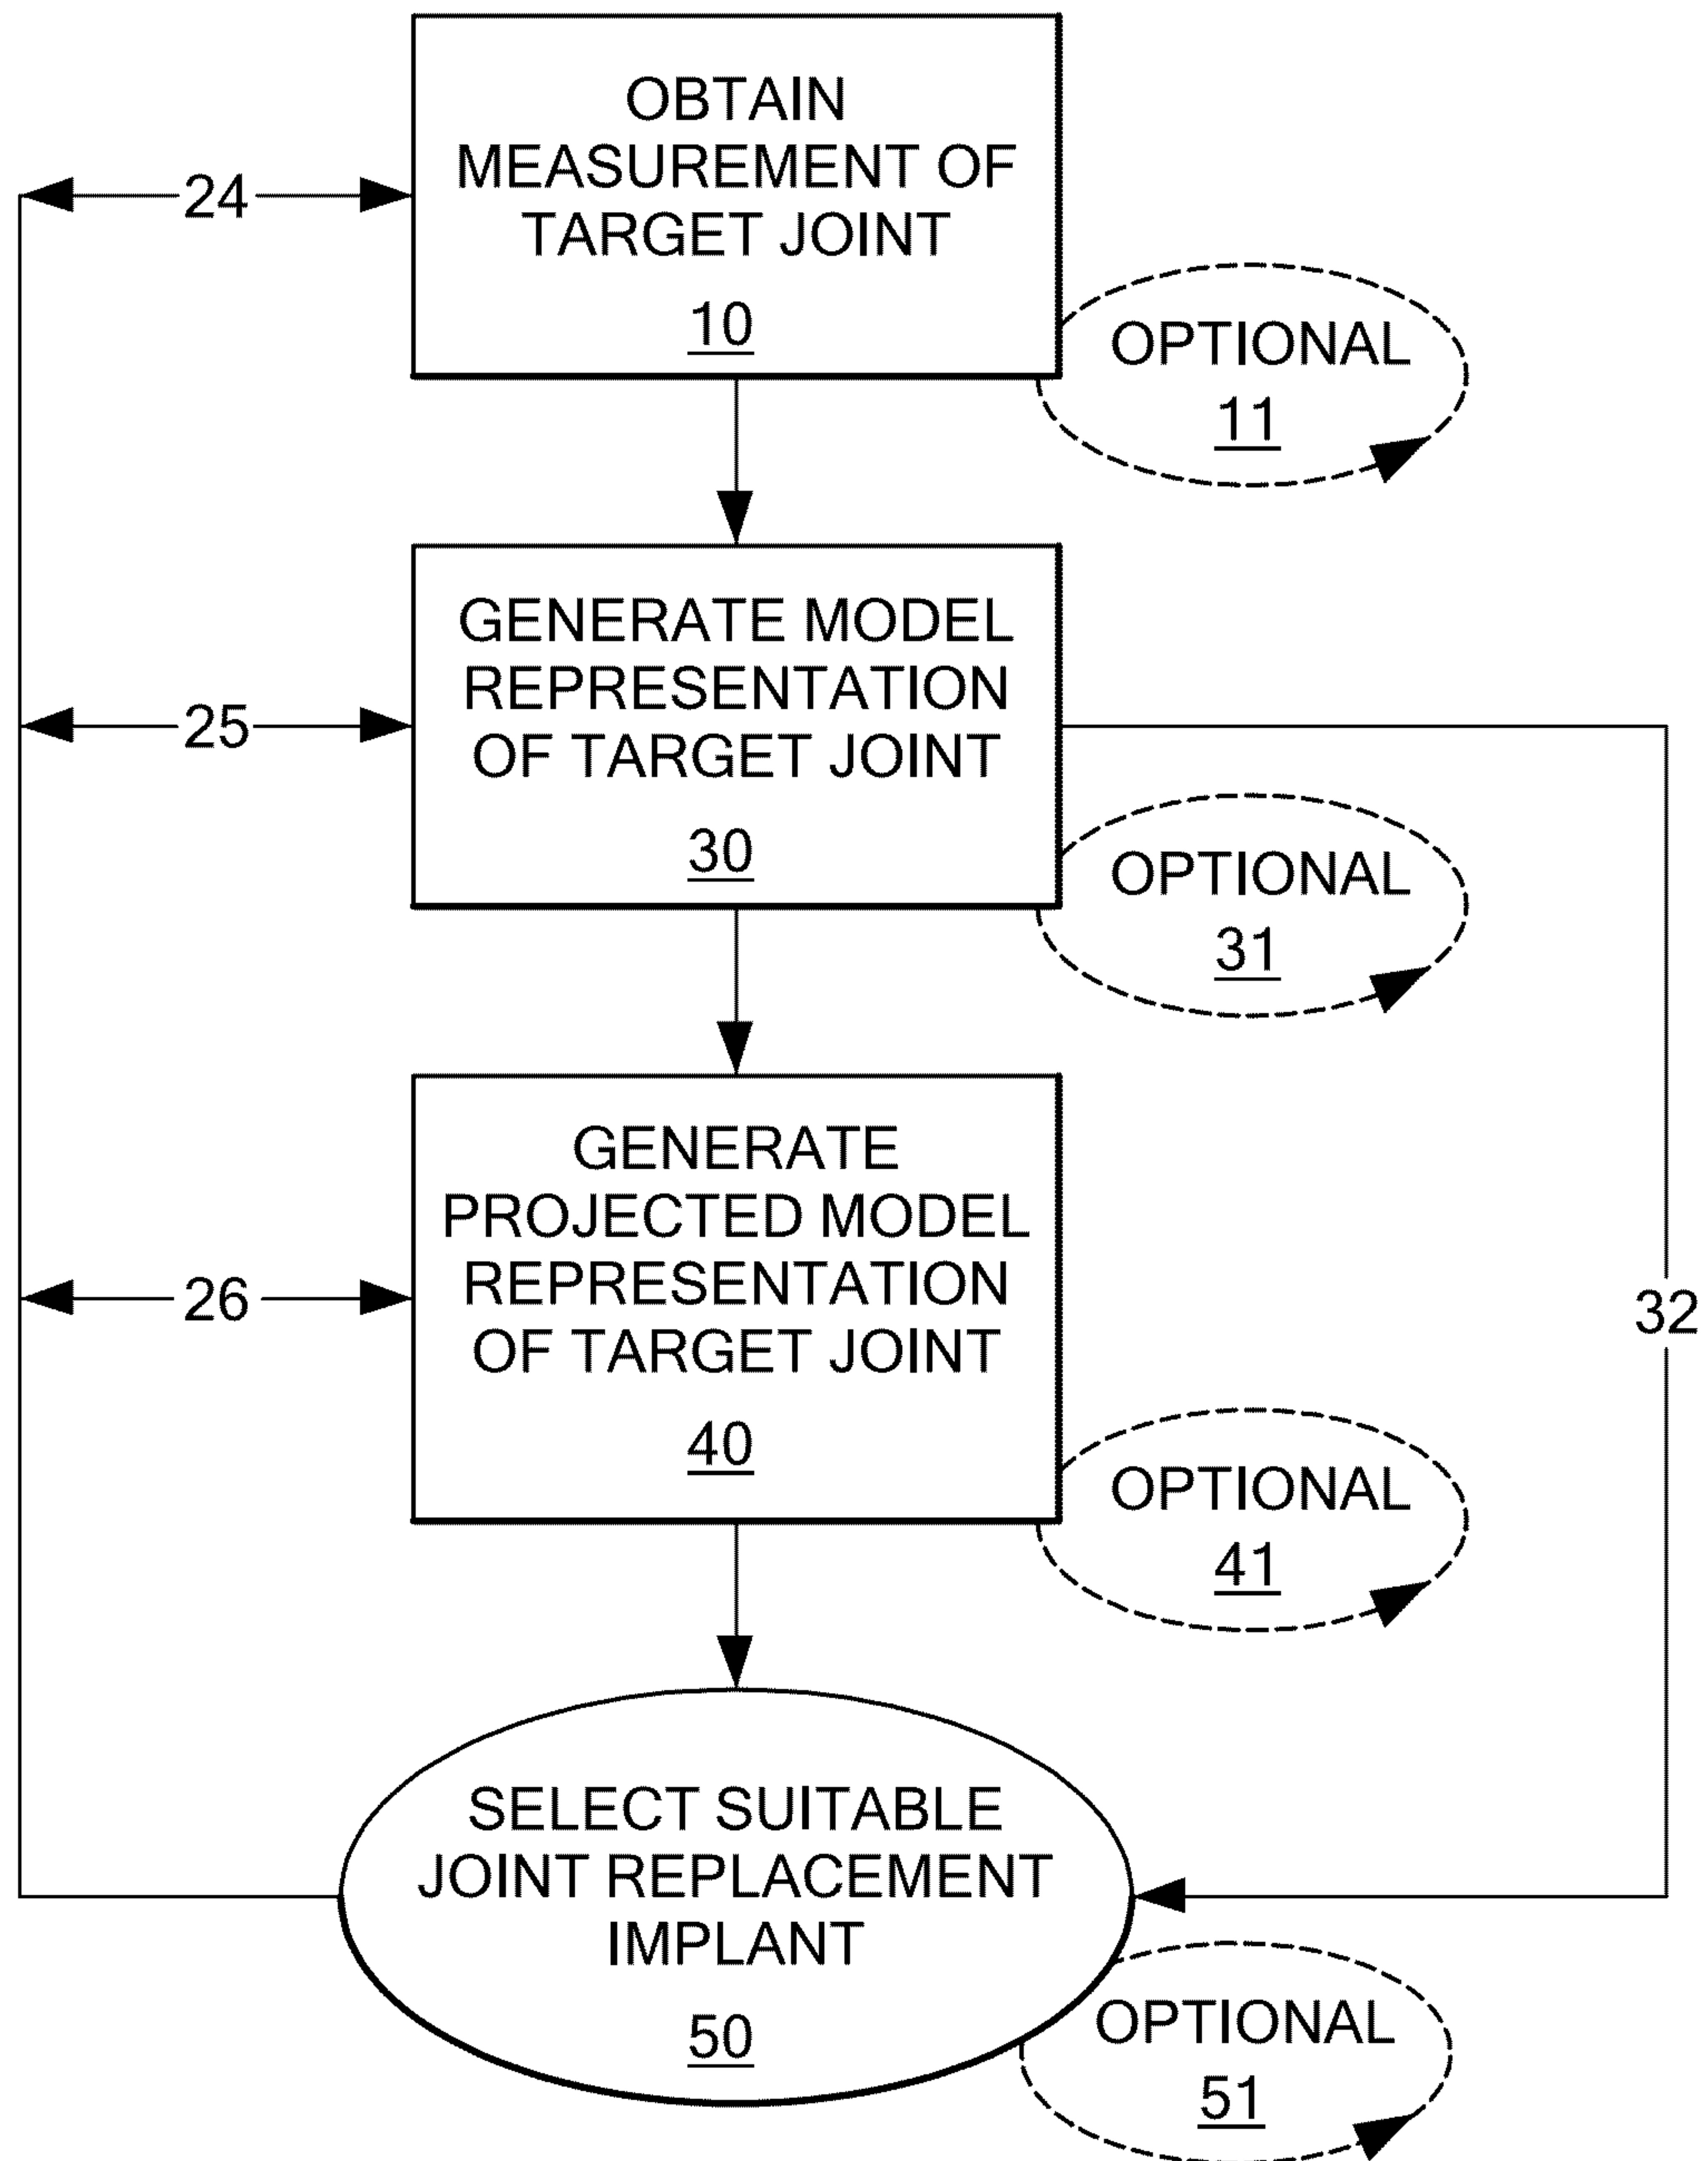 OBTAIN
MEASUREMENT OF
TARGET JOINT
10
24
OPTIONAL
11
GENERATE MODEL
REPRESENTATION
OF TARGET JOINT
30
25
OPTIONAL
31
GENERATE
PROJECTED MODEL
REPRESENTATION
OF TARGET JOINT
40
26
32
OPTIONAL
41
SELECT SUITABLE
JOINT REPLACEMENT
IMPLANT
50
OPTIONAL
51